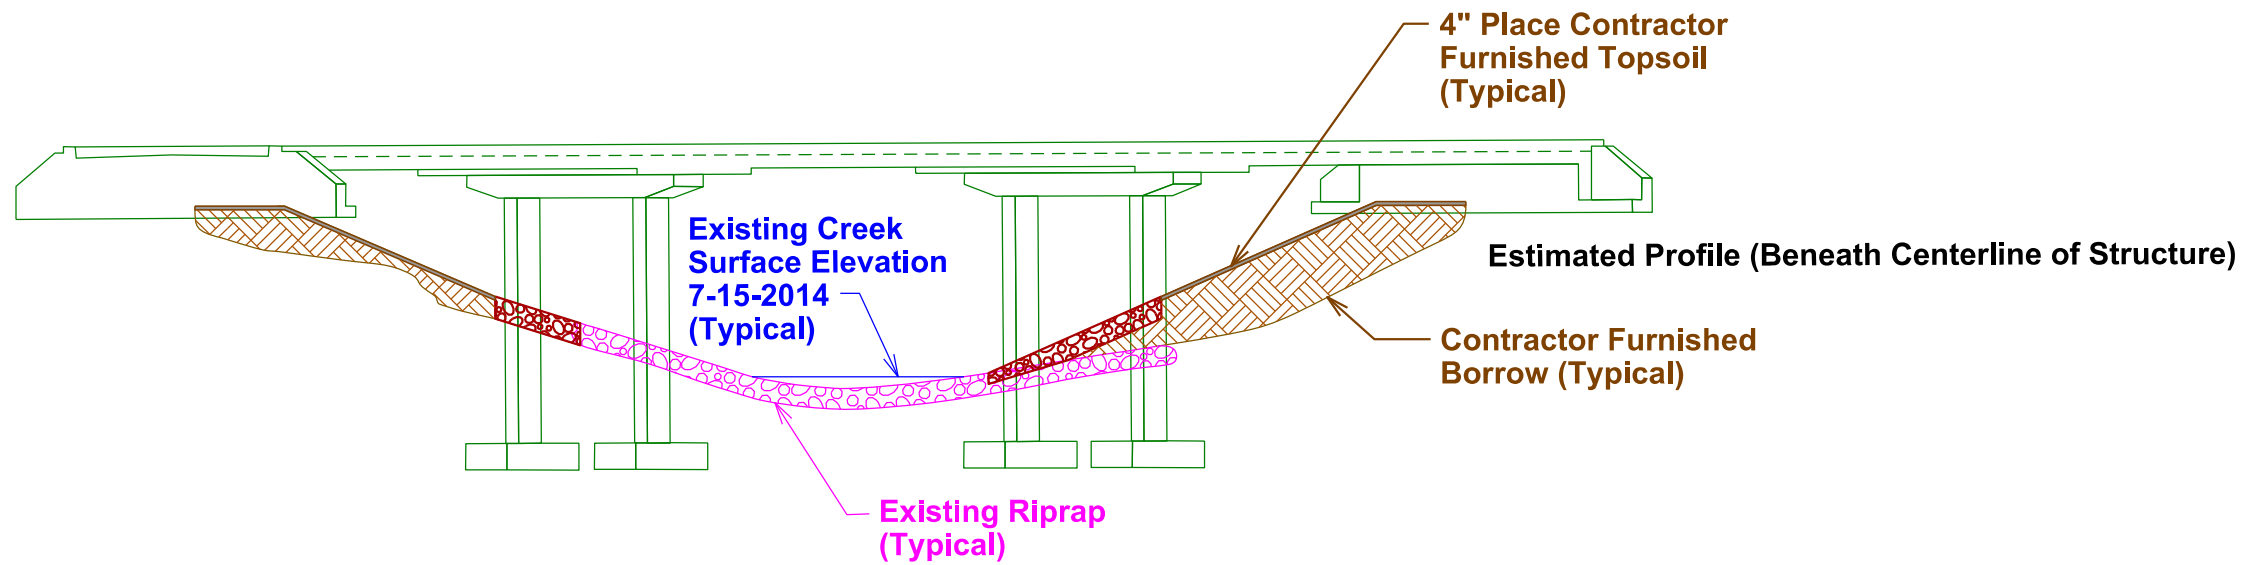 4" Place Contractor
Furnished Topsoil
(Typical)
Existing Creek
Surface Elevation
7-15-2014
(Typical)
Estimated Profile (Beneath Centerline of Structure)
Contractor Furnished
Borrow (Typical)
Existing Riprap
(Typical)